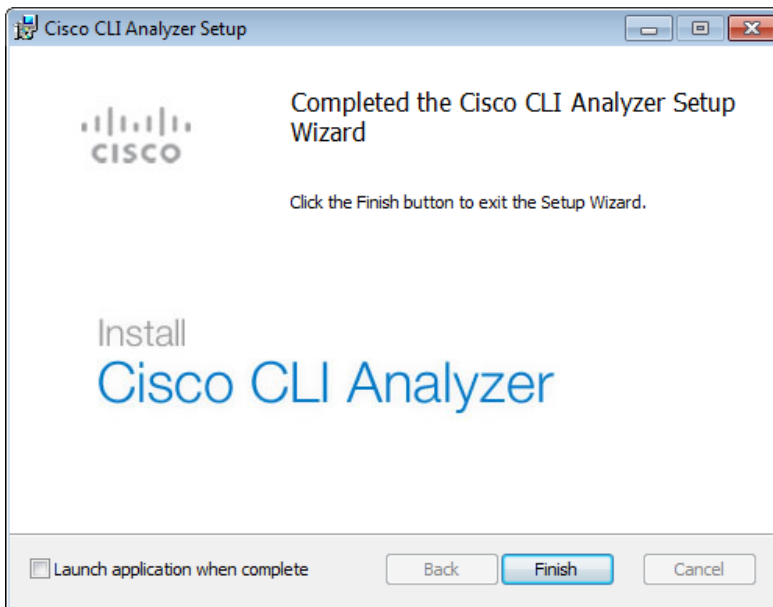 Cisco CLI Analyzer Setup
CISCO
Completed the Cisco CLI Analyzer Setup
Wizard
Click the Finish button to exit the Setup Wizard.
Install
Cisco CLI Analyzer
Launch application when complete
Back
Finish
Cancel